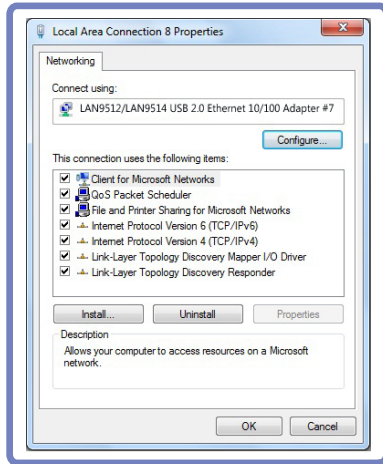 Local Area Connection 8 Properties
Networking
Connect using:
LAN9512/LAN9514 USB 2.0 Ethernet 10/100 Adapter #7
Configure...
This connection uses the following items:
Client for Microsoft Networks
QoS Packet Scheduler
File and Printer Sharing for Microsoft Networks
Internet Protocol Version 6 (TCP/IPv6)
Internet Protocol Version 4 (TCP/IPv4)
Link-Layer Topology Discovery Mapper I/O Driver
Link-Layer Topology Discovery Responder
Install... Uninstall Properties
Description
Allows your computer to access resources on a Microsoft
network.
OK Cancel